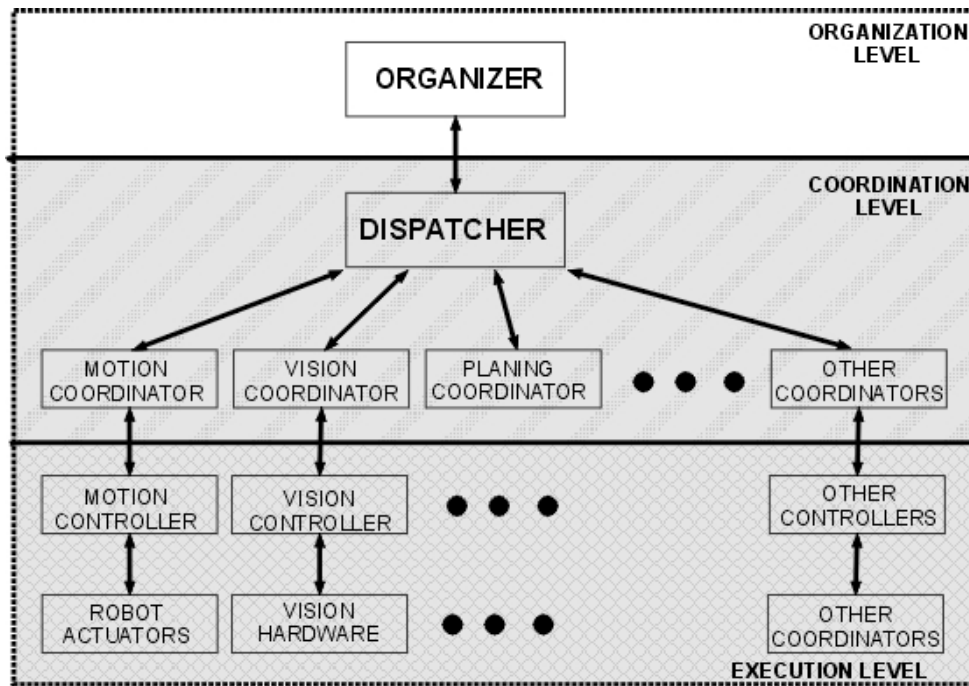 ORGANIZATION
LEVEL
ORGANIZER
COORDINATION
LEVEL
DISPATCHER
MOTION
COORDINATOR
VISION
COORDINATOR
PLANING
COORDINATOR
OTHER
COORDINATORS
MOTION
CONTROLLER
VISION
CONTROLLER
OTHER
CONTROLLERS
ROBOT
ACTUATORS
VISION
HARDWARE
OTHER
COORDINATORS
EXECUTION LEVEL